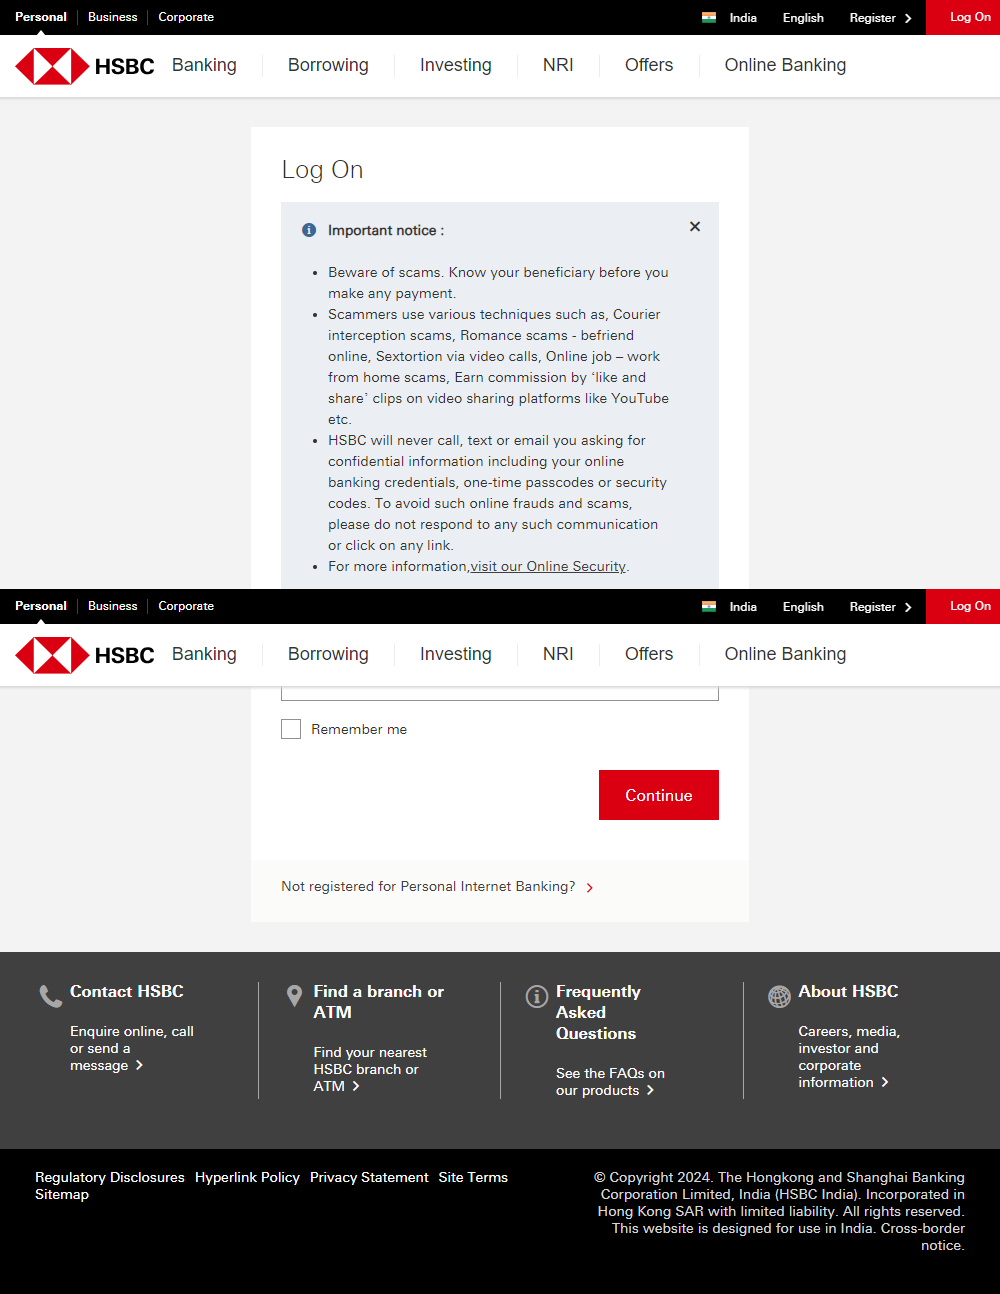 Personal Business Corporate India English Register Log On
HSBC Banking Borrowing Investing NRI Offers Online Banking
Log On
Important notice :
Beware of scams. Know your beneficiary before you
make any payment.
Scammers use various techniques such as, Courier
interception scams, Romance scams - befriend
online, Sextortion via video calls, Online job – work
from home scams, Earn commission by ‘like and
share’ clips on video sharing platforms like YouTube
etc.
HSBC will never call, text or email you asking for
confidential information including your online
banking credentials, one-time passcodes or security
codes. To avoid such online frauds and scams,
please do not respond to any such communication
or click on any link.
For more information,visit our Online Security.
Personal Business Corporate India English Register Log On
HSBC Banking Borrowing Investing NRI Offers Online Banking
Remember me
Continue
Not registered for Personal Internet Banking?
Contact HSBC
Enquire online, call
or send a
message
Find a branch or
ATM
Find your nearest
HSBC branch or
ATM
Frequently
Asked
Questions
See the FAQs on
our products
About HSBC
Careers, media,
investor and
corporate
information
Regulatory Disclosures Hyperlink Policy Privacy Statement Site Terms
Sitemap
© Copyright 2024. The Hongkong and Shanghai Banking
Corporation Limited, India (HSBC India). Incorporated in
Hong Kong SAR with limited liability. All rights reserved.
This website is designed for use in India. Cross-border
notice.